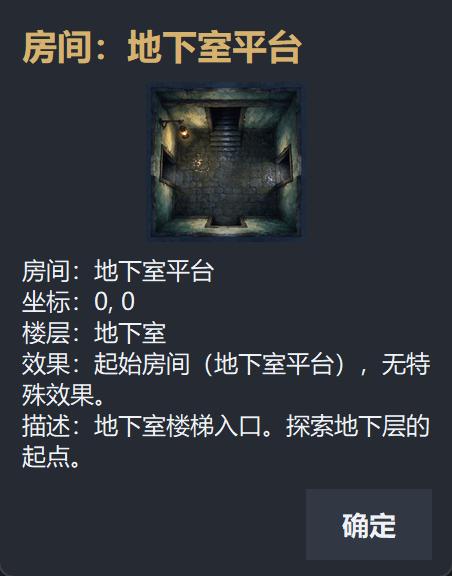 房间：地下室平台
房间：地下室平台
坐标：0, 0
楼层：地下室
效果：起始房间（地下室平台），无特
殊效果。
描述：地下室楼梯入口。探索地下层的
起点。
确定